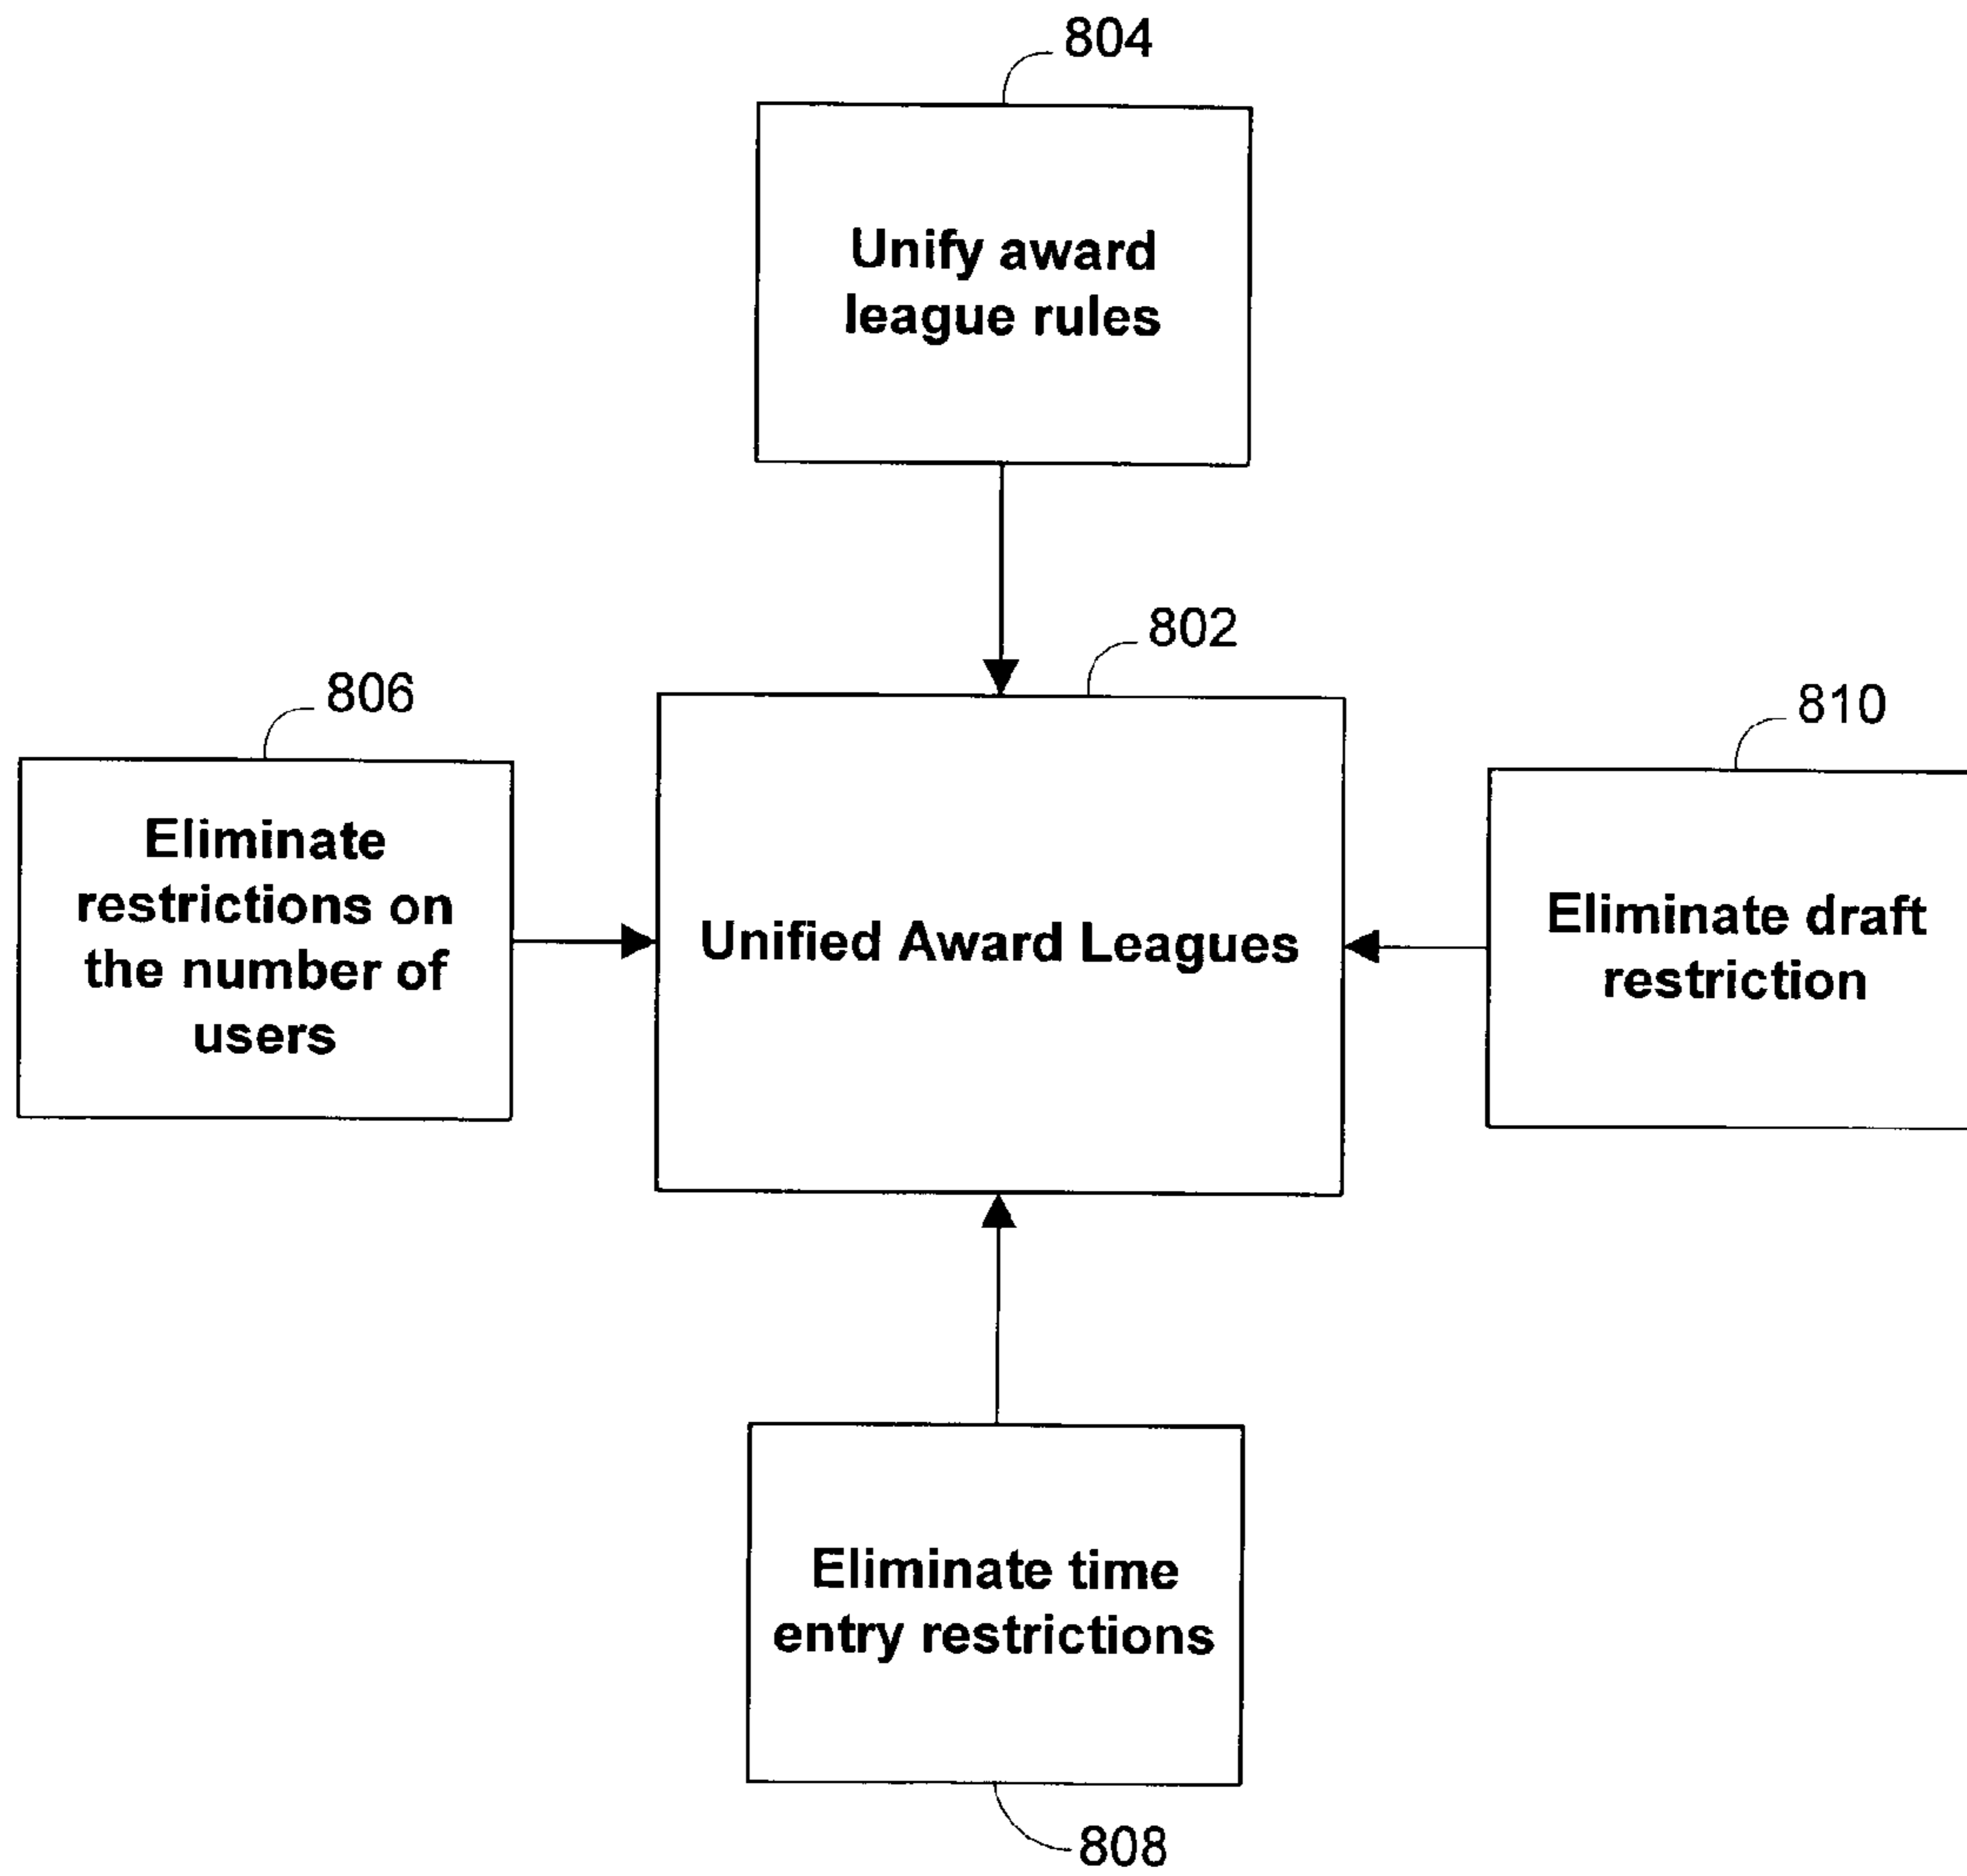 804
Unify award
league rules
802
806
810
Eliminate
restrictions on
the number of
users
Unified Award Leagues
Eliminate draft
restriction
Eliminate time
entry restrictions
808